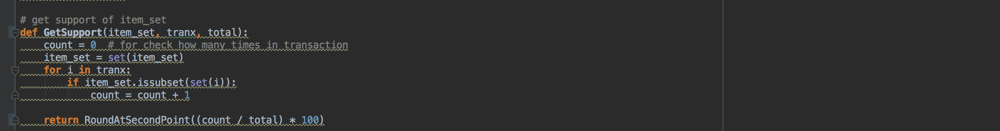 # get support of item_set
def GetSupport(item_set, tranx, total):
    count = 0  # for check how many times in transaction
    item_set = set(item_set)
    for i in tranx:
        if item_set.issubset(set(i)):
            count = count + 1

    return RoundAtSecondPoint((count / total) * 100)